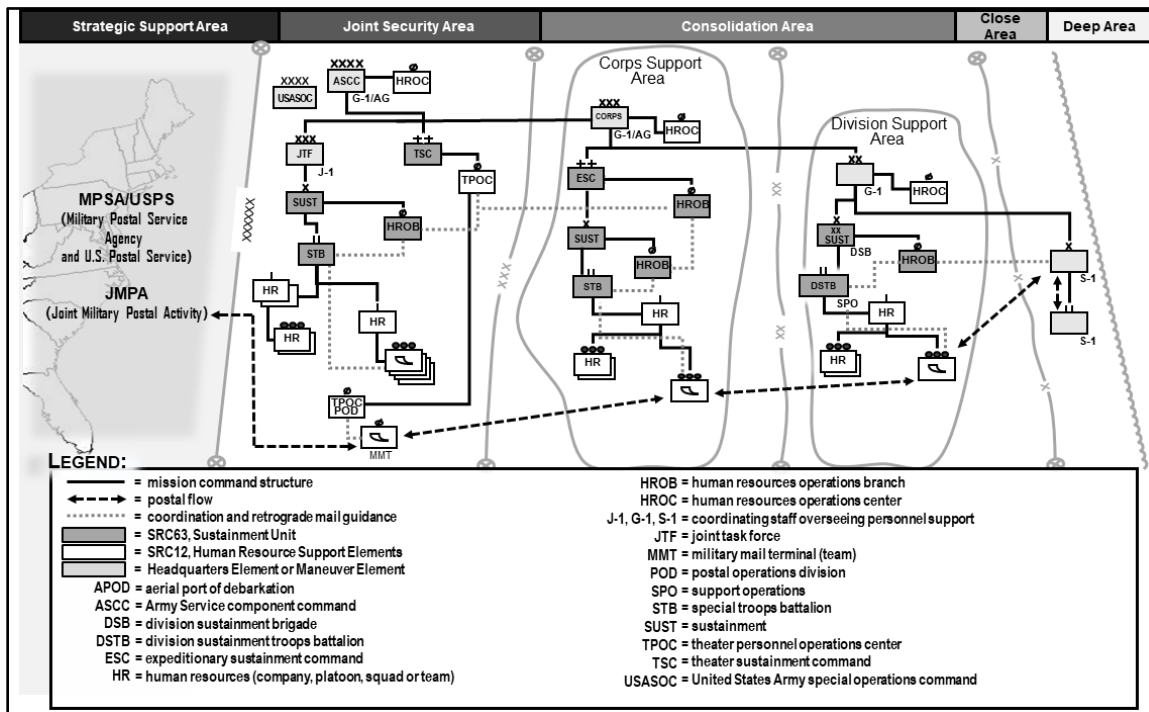 Strategic Support Area
Joint Security Area
Consolidation Area
Close
Area
Deep Area
Corps Support
Area
Division Support
Area
XXXX
USASOC
XXXX
ASCC
G-1/AG
Ø
HROC
XXX
CORPS
G-1/AG
Ø
HROC
XX
G-1
Ø
HROC
XXX
JTF
J-1
++
TSC
Ø
TPOC
++
ESC
Ø
HROB
X
SUST
Ø
HROB
X
SUST
Ø
HROB
X
XX
SUST
DSB
Ø
HROB
X
S-1
II
S-1
II
STB
II
STB
II
DSTB
SPO
I
HR
HR
I
HR
I
HR
HR
I
HR
HR
Ø
TPOC
POD
Ø
MMT
XXXXXX
XXX
XX
XX
X
X
MPSA/USPS
(Military Postal Service
Agency
and U.S. Postal Service)
JMPA
(Joint Military Postal Activity)
LEGEND:
= mission command structure
= postal flow
= coordination and retrograde mail guidance
= SRC63, Sustainment Unit
= SRC12, Human Resource Support Elements
= Headquarters Element or Maneuver Element
APOD = aerial port of debarkation
ASCC = Army Service component command
DSB = division sustainment brigade
DSTB = division sustainment troops battalion
ESC = expeditionary sustainment command
HR = human resources (company, platoon, squad or team)
HROB = human resources operations branch
HROC = human resources operations center
J-1, G-1, S-1 = coordinating staff overseeing personnel support
JTF = joint task force
MMT = military mail terminal (team)
POD = postal operations division
SPO = support operations
STB = special troops battalion
SUST = sustainment
TPOC = theater personnel operations center
TSC = theater sustainment command
USASOC = United States Army special operations command